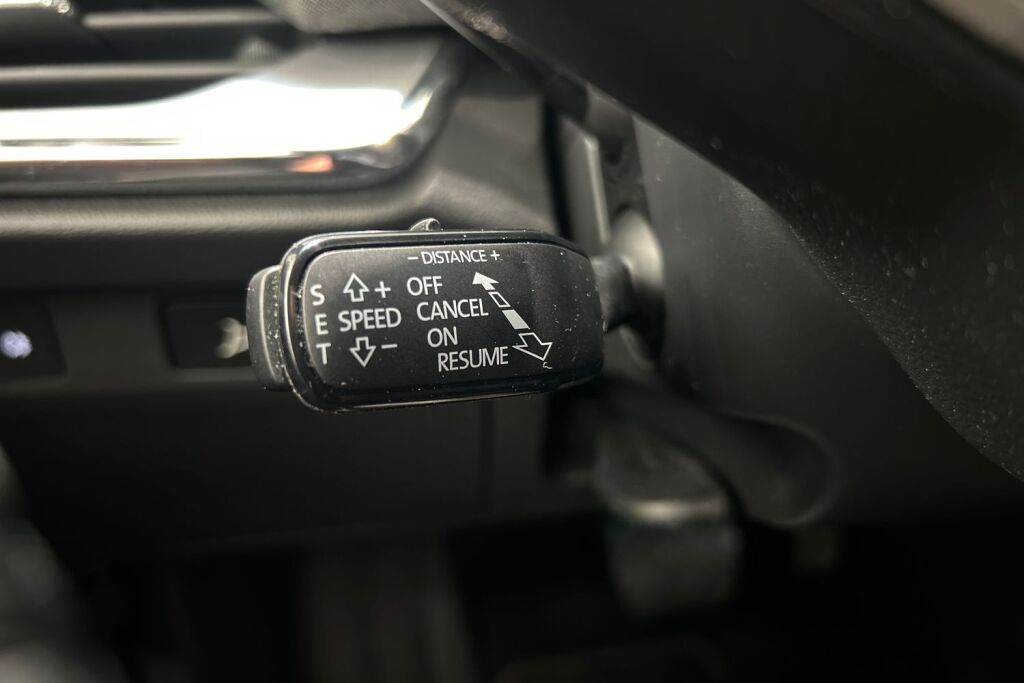 − DISTANCE +
S
E
T
+
SPEED
−
OFF
CANCEL
ON
RESUME